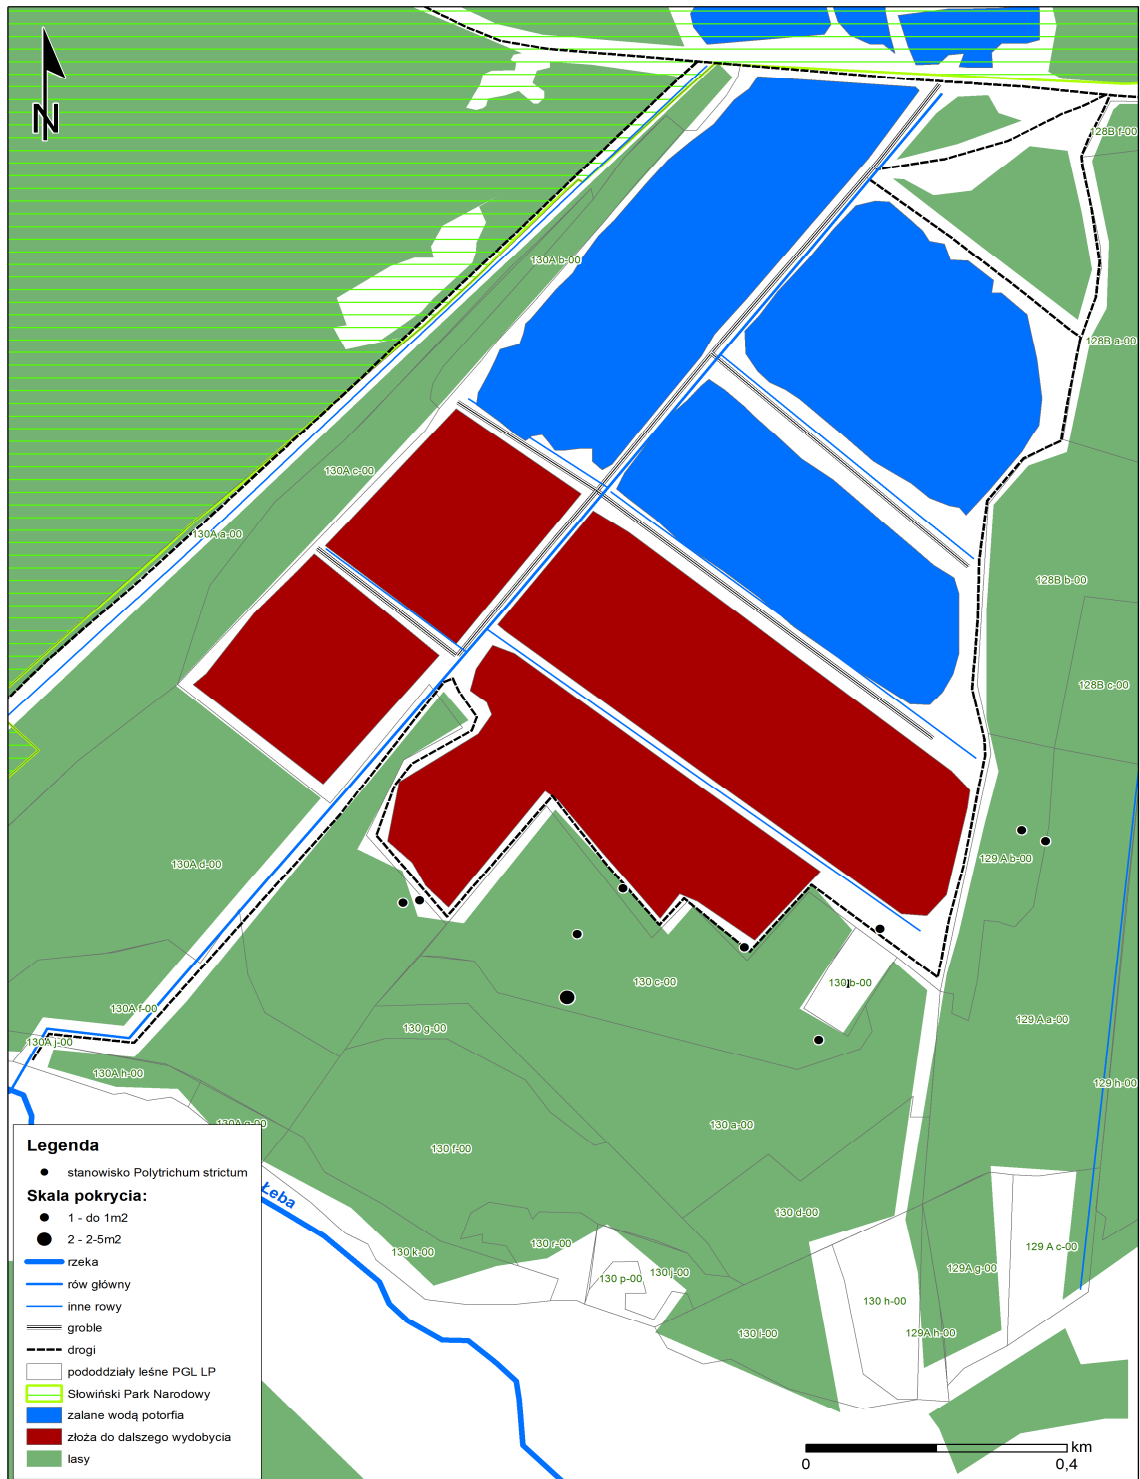 N
128B f-00
130A b-00
128B a-00
130A c-00
130A a-00
128B b-00
128B c-00
130A d-00
129 A b-00
130 c-00
130 b-00
130A f-00
129 A a-00
130 g-00
130A j-00
130A h-00
129 h-00
130A g-00
130 a-00
130 f-00
Łeba
130 d-00
130 k-00
130 r-00
129 A c-00
130 j-00
130 p-00
129A g-00
130 h-00
130 i-00
129A h-00
Legenda
stanowisko Polytrichum strictum
Skala pokrycia:
1 - do 1m2
2 - 2-5m2
rzeka
rów główny
inne rowy
groble
drogi
pododdziały leśne PGL LP
Słowiński Park Narodowy
zalane wodą potorfia
złoża do dalszego wydobycia
lasy
km
0
0,4